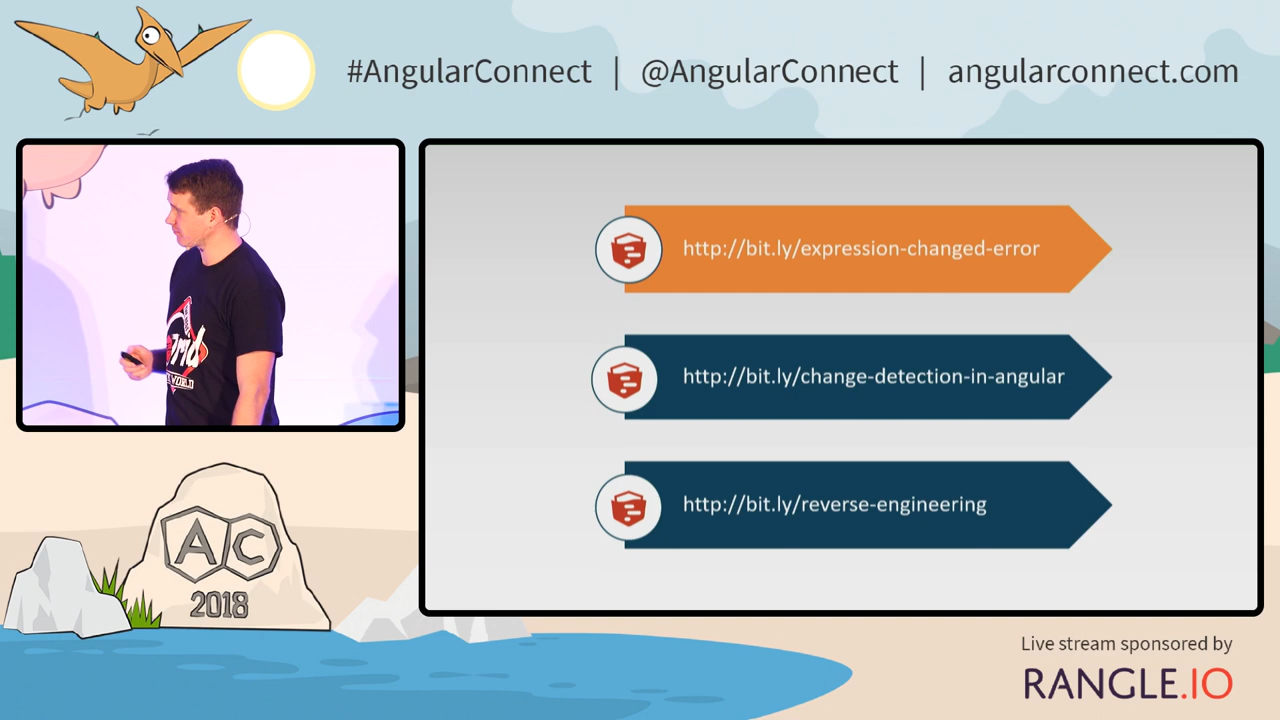 #AngularConnect | @AngularConnect | angularconnect.com
http://bit.ly/expression-changed-error
http://bit.ly/change-detection-in-angular
http://bit.ly/reverse-engineering
WORLD
AC
2018
Live stream sponsored by
RANGLE.IO